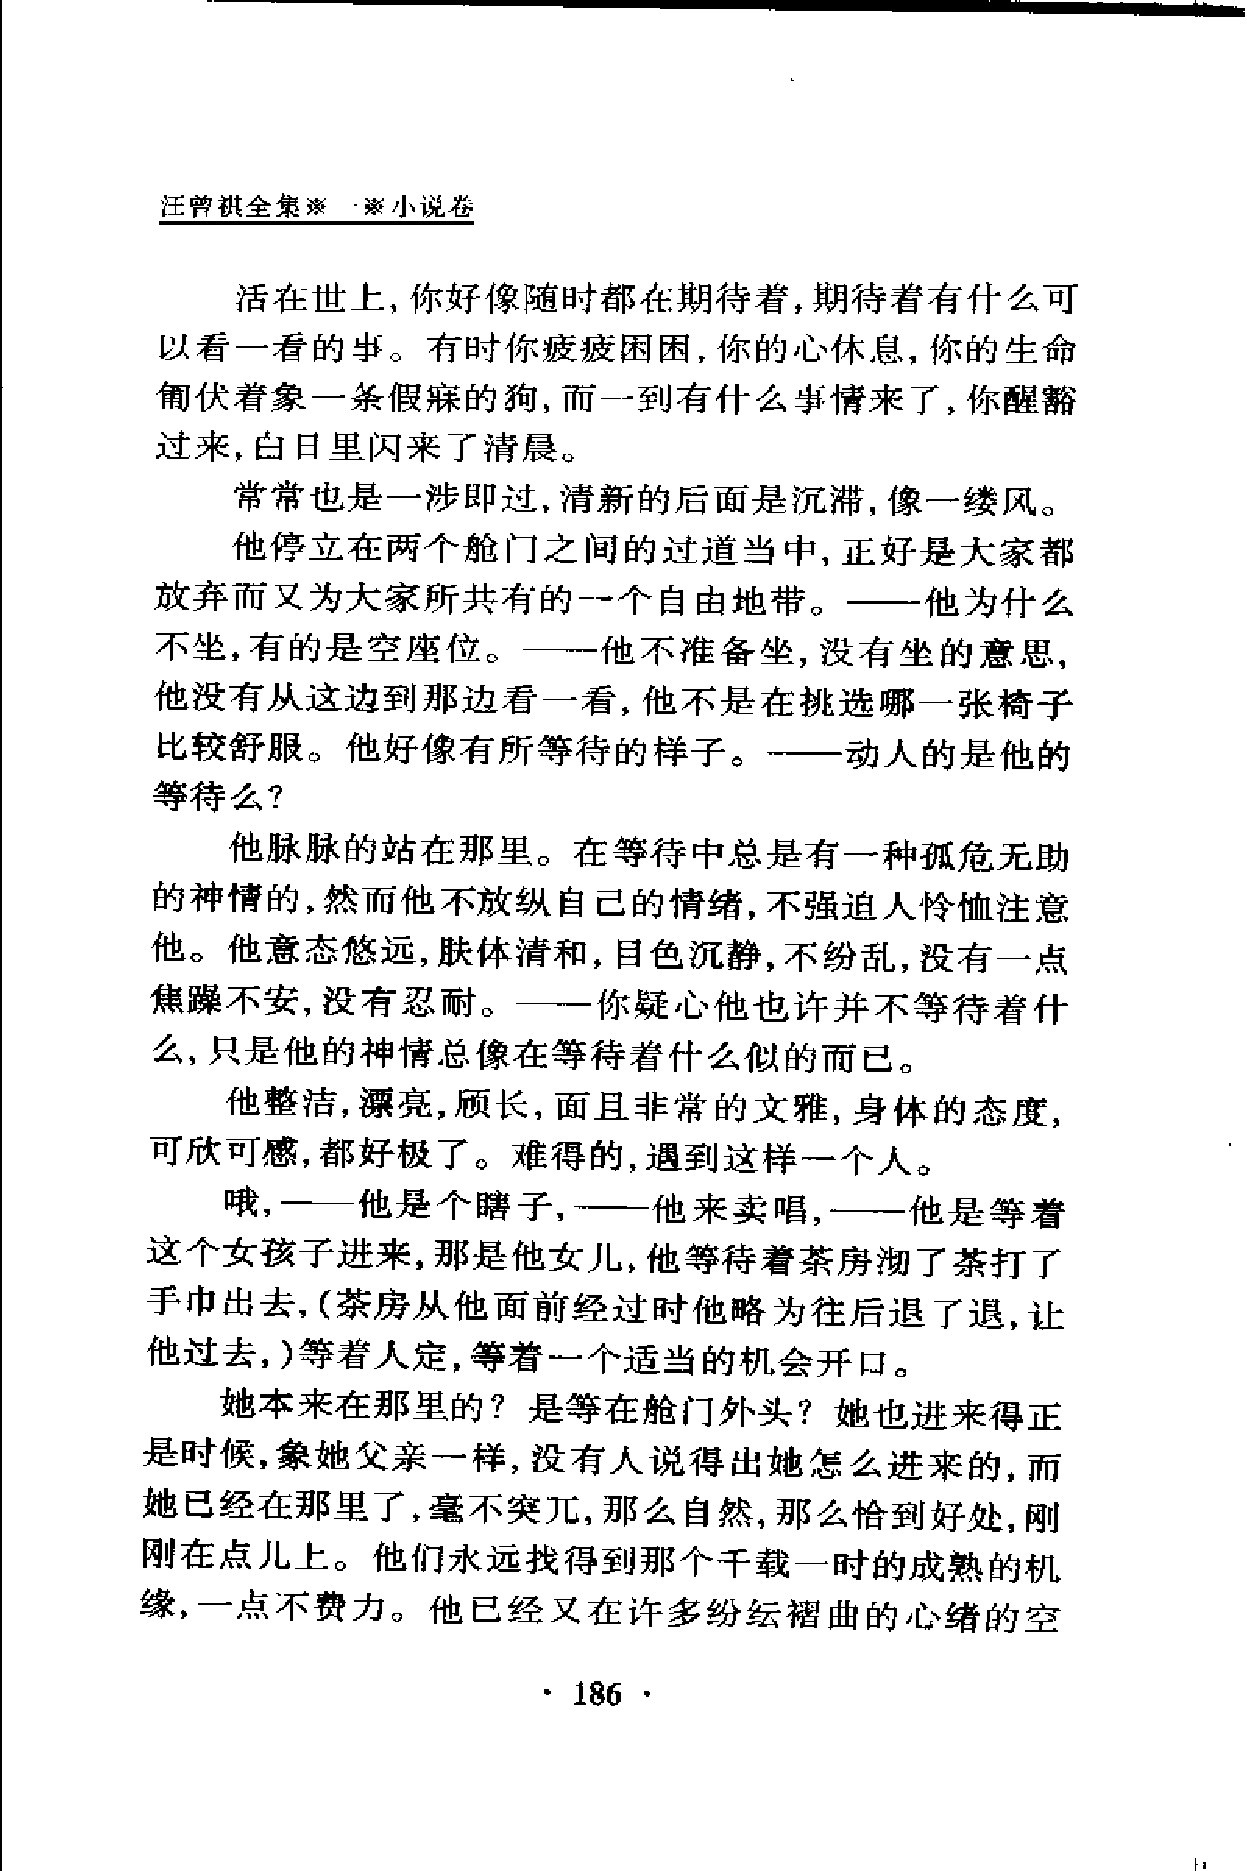 汪曾祺全集※一※小说卷
活在世上,你好像随时都在期待着,期待着有什么可
以看一看的事。有时你疲疲困困,你的心休息,你的生命
匍伏着象一条假寐的狗,而一到有什么事情来了,你醒豁
过来,白日里闪来了清晨。
常常也是一涉即过,清新的后面是沉滞,像一缕风。
他停立在两个舱门之间的过道当中,正好是大家都
放弃而又为大家所共有的一个自由地带。——他为什么
不坐,有的是空座位。——他不准备坐,没有坐的意思,
他没有从这边到那边看一看,他不是在挑选哪一张椅子
比较舒服。他好像有所等待的样子。——动人的是他的
等待么?
他脉脉的站在那里。在等待中总是有一种孤危无助
的神情的,然而他不放纵自己的情绪,不强迫人怜恤注意
他。他意态悠远,肤体清和,目色沉静,不纷乱,没有一点
焦躁不安,没有忍耐。——你疑心他也许并不等待着什
么,只是他的神情总像在等待着什么似的而已。
他整洁,漂亮,颀长,而且非常的文雅,身体的态度,
可欣可感,都好极了。难得的,遇到这样一个人。
哦,——他是个瞎子,——他来卖唱,——他是等着
这个女孩子进来,那是他女儿,他等待着茶房沏了茶打了
手巾出去,(茶房从他面前经过时他略为往后退了退,让
他过去,)等着人定,等着一个适当的机会开口。
她本来在那里的?是等在舱门外头?她也进来得正
是时候,象她父亲一样,没有人说得出她怎么进来的,而
她已经在那里了,毫不突兀,那么自然,那么恰到好处,刚
刚在点儿上。他们永远找得到那个千载一时的成熟的机
缘,一点不费力。他已经又在许多纷纭褶曲的心绪的空
· 186 ·